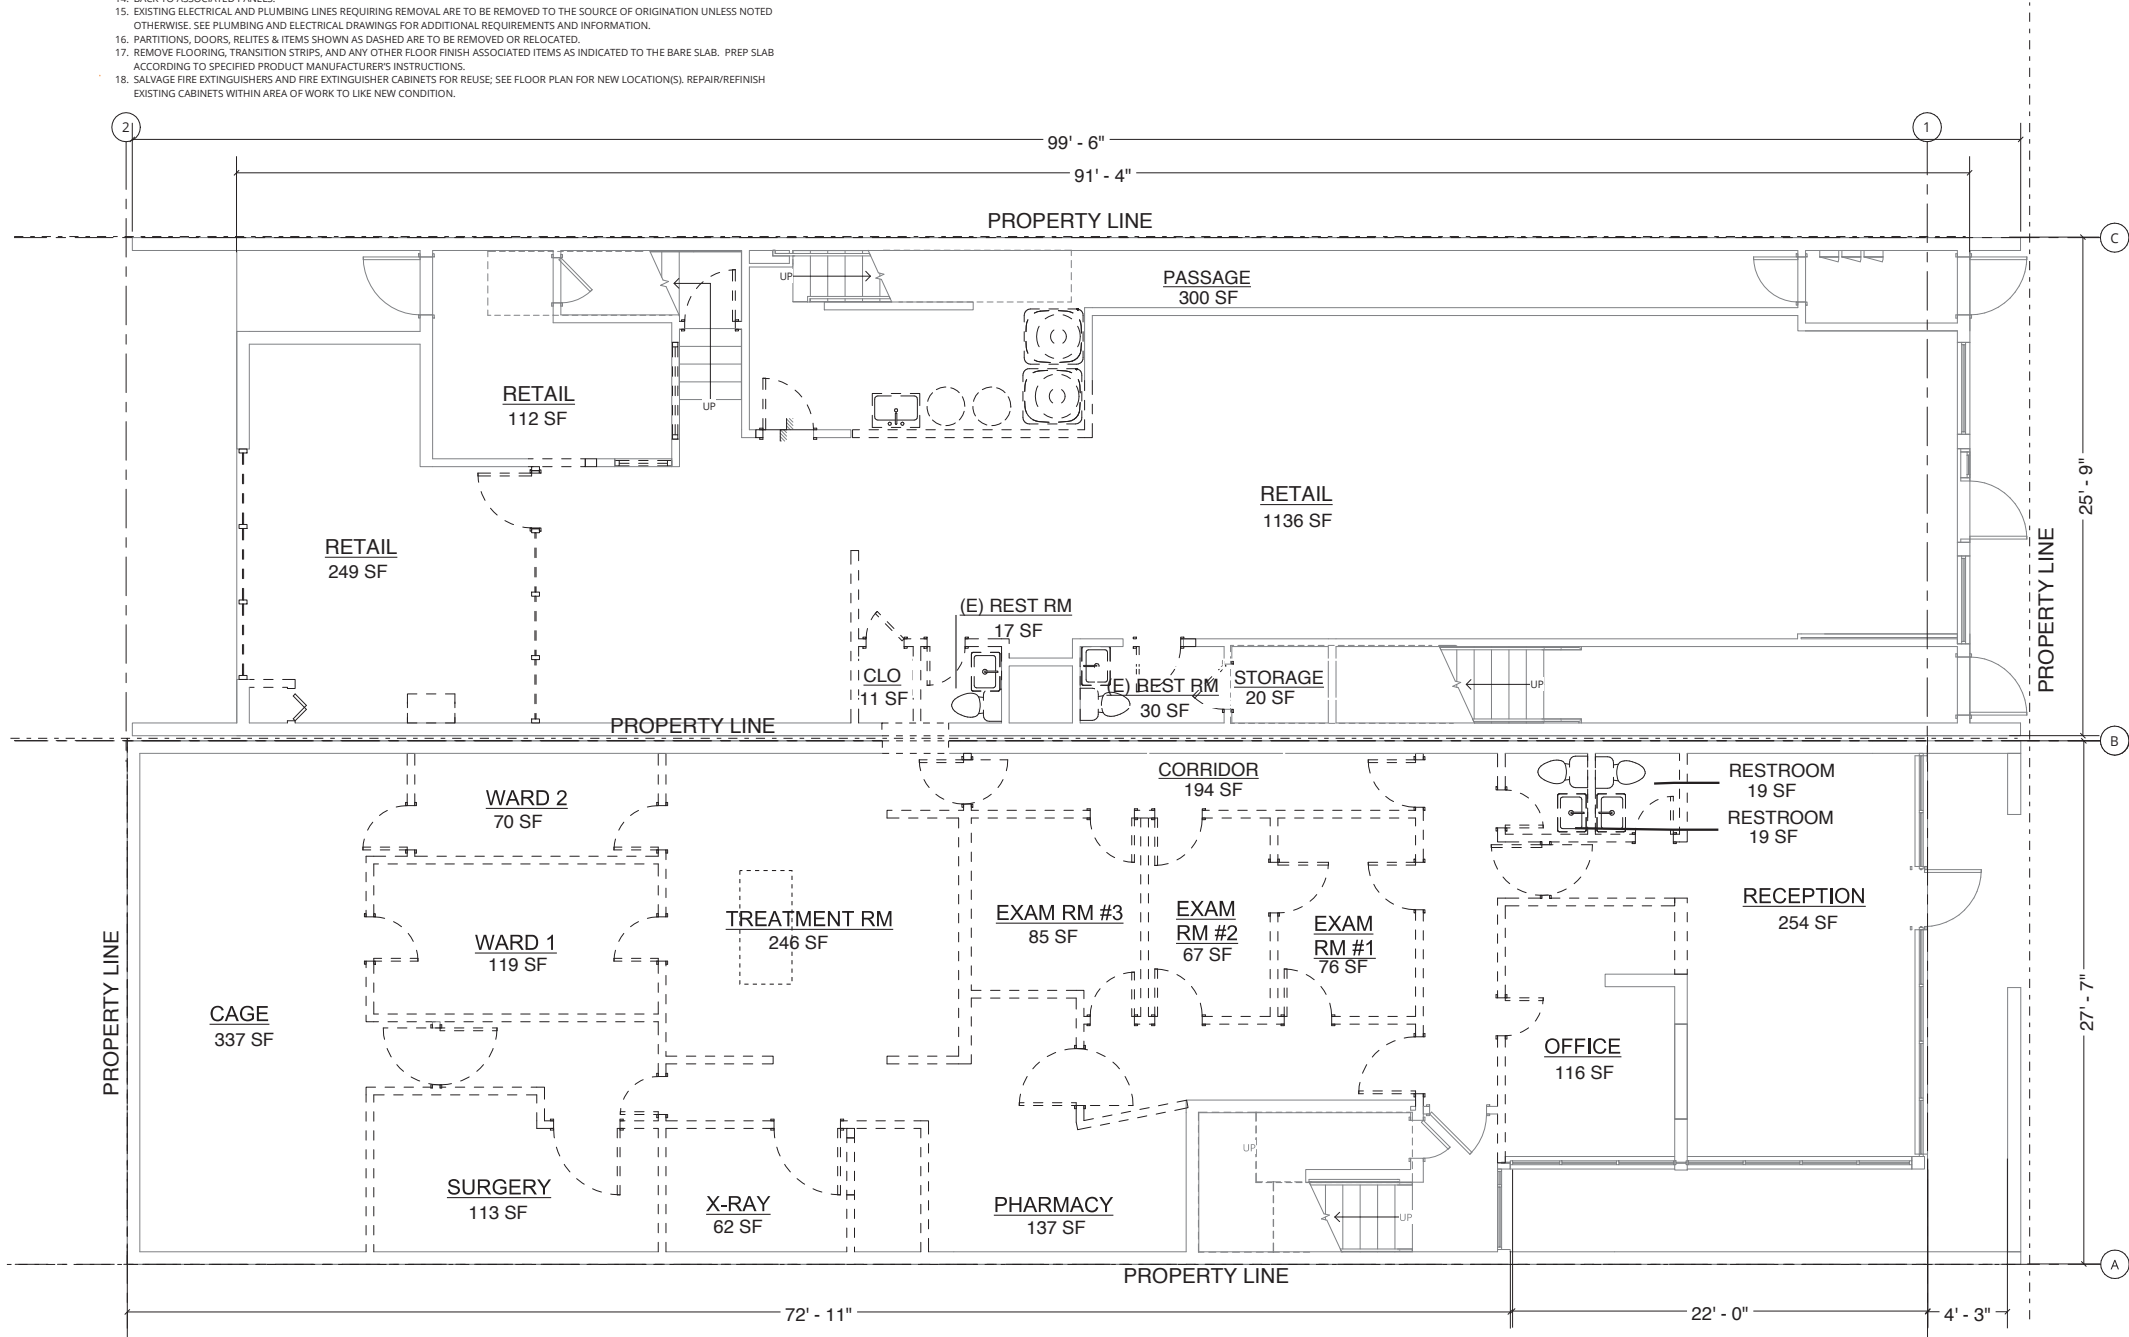 14. BACK TO ASSOCIATED PANELS.
15. EXISTING ELECTRICAL AND PLUMBING LINES REQUIRING REMOVAL ARE TO BE REMOVED TO THE SOURCE OF ORIGINATION UNLESS NOTED
OTHERWISE. SEE PLUMBING AND ELECTRICAL DRAWINGS FOR ADDITIONAL REQUIREMENTS AND INFORMATION.
16. PARTITIONS, DOORS, RELITES & ITEMS SHOWN AS DASHED ARE TO BE REMOVED OR RELOCATED.
17. REMOVE FLOORING, TRANSITION STRIPS, AND ANY OTHER FLOOR FINISH ASSOCIATED ITEMS AS INDICATED TO THE BARE SLAB. PREP SLAB
ACCORDING TO SPECIFIED PRODUCT MANUFACTURER'S INSTRUCTIONS.
18. SALVAGE FIRE EXTINGUISHERS AND FIRE EXTINGUISHER CABINETS FOR REUSE; SEE FLOOR PLAN FOR NEW LOCATION(S). REPAIR/REFINISH
EXISTING CABINETS WITHIN AREA OF WORK TO LIKE NEW CONDITION.
2
1
99' - 6"
91' - 4"
PROPERTY LINE
C
UP
PASSAGE
300 SF
RETAIL
112 SF
UP
RETAIL
1136 SF
25' - 9"
RETAIL
249 SF
PROPERTY LINE
(E) REST RM
17 SF
CLO
11 SF
(E) REST RM
30 SF
STORAGE
20 SF
UP
PROPERTY LINE
B
CORRIDOR
194 SF
RESTROOM
19 SF
RESTROOM
19 SF
WARD 2
70 SF
RECEPTION
254 SF
TREATMENT RM
246 SF
EXAM RM #3
85 SF
EXAM
RM #2
67 SF
EXAM
RM #1
76 SF
WARD 1
119 SF
PROPERTY LINE
CAGE
337 SF
27' - 7"
OFFICE
116 SF
UP
SURGERY
113 SF
X-RAY
62 SF
PHARMACY
137 SF
UP
PROPERTY LINE
A
72' - 11"
22' - 0"
4' - 3"